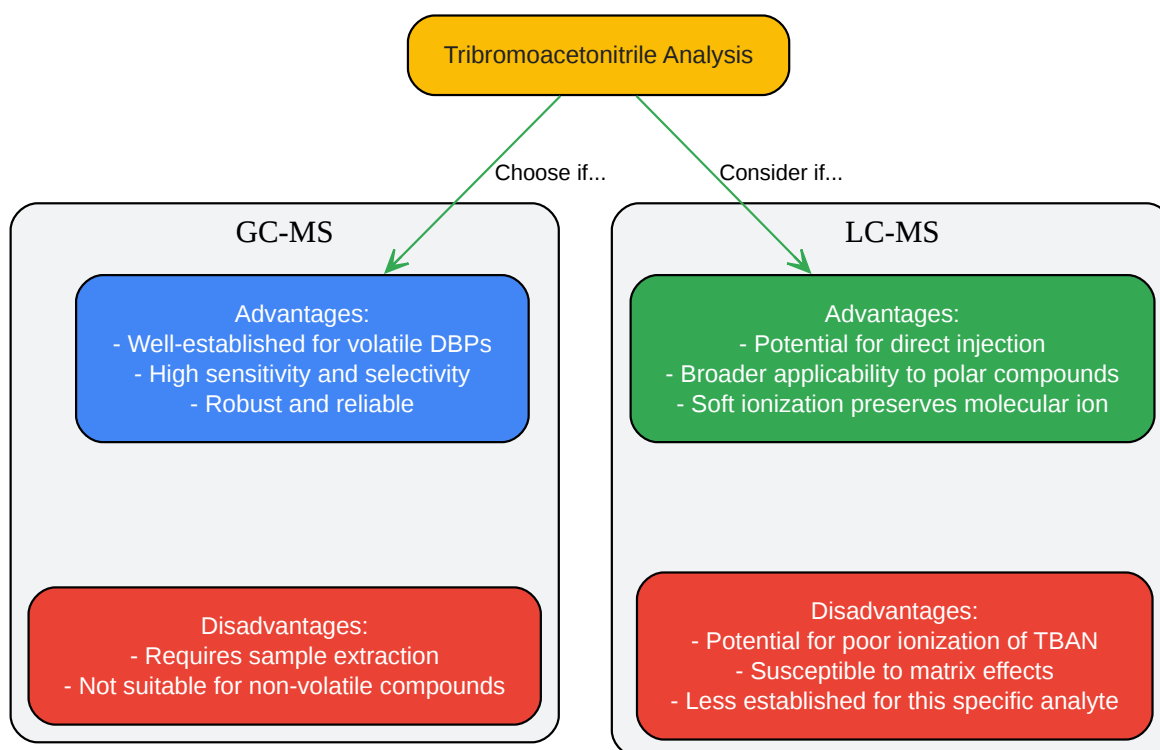 Tribromoacetonitrile Analysis
Choose if...
Consider if...
GC-MS
Advantages:
- Well-established for volatile DBPs
- High sensitivity and selectivity
- Robust and reliable
Disadvantages:
- Requires sample extraction
- Not suitable for non-volatile compounds
LC-MS
Advantages:
- Potential for direct injection
- Broader applicability to polar compounds
- Soft ionization preserves molecular ion
Disadvantages:
- Potential for poor ionization of TBAN
- Susceptible to matrix effects
- Less established for this specific analyte